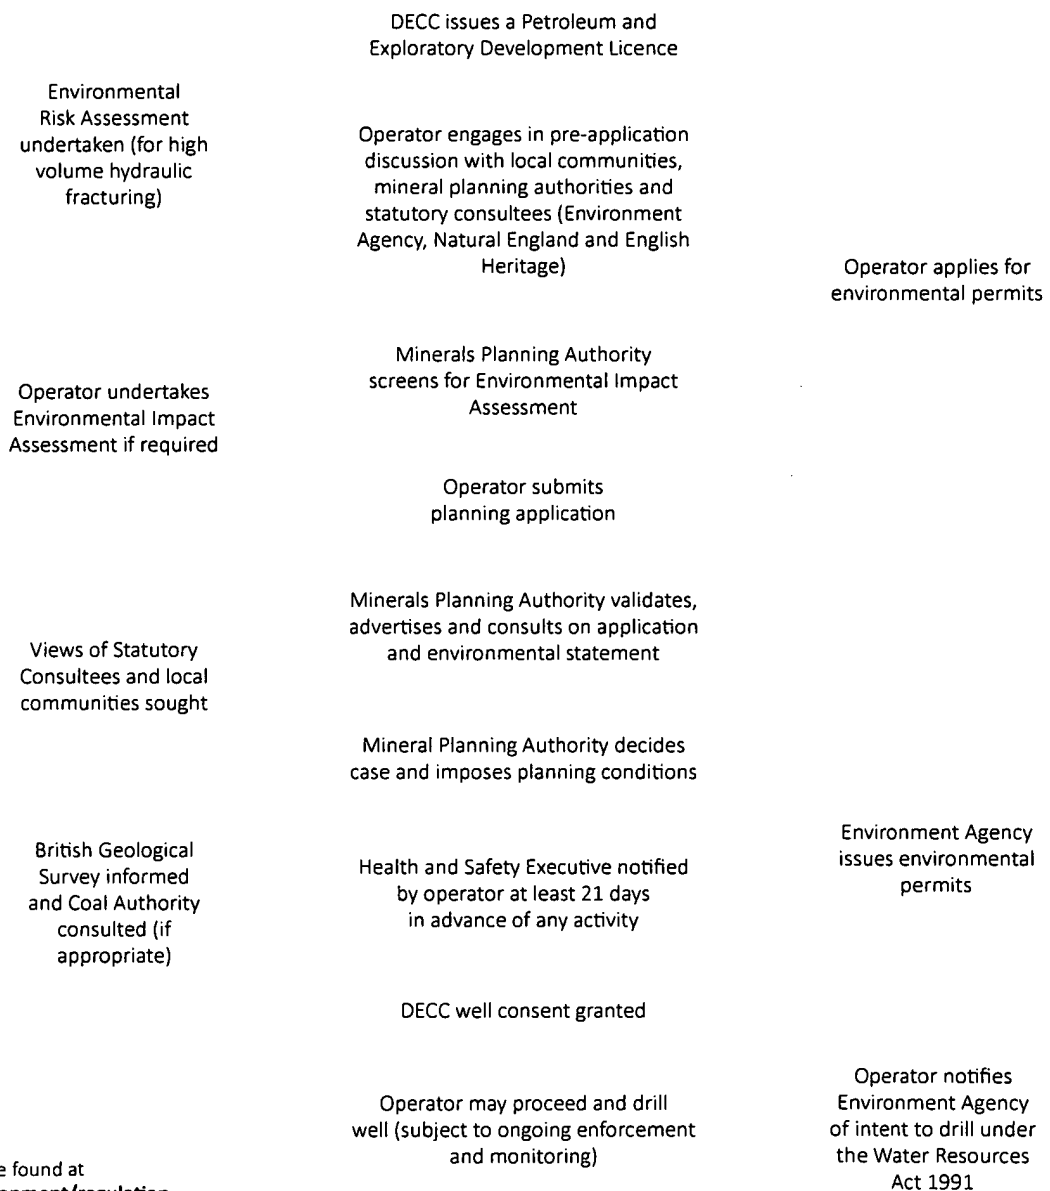 DECC issues a Petroleum and
Exploratory Development Licence
Environmental
Risk Assessment
undertaken (for high
volume hydraulic
fracturing)
Operator engages in pre-application
discussion with local communities,
mineral planning authorities and
statutory consultees (Environment
Agency, Natural England and English
Heritage)
Operator applies for
environmental permits
Minerals Planning Authority
screens for Environmental Impact
Assessment
Operator undertakes
Environmental Impact
Assessment if required
Operator submits
planning application
Minerals Planning Authority validates,
advertises and consults on application
and environmental statement
Views of Statutory
Consultees and local
communities sought
Mineral Planning Authority decides
case and imposes planning conditions
British Geological
Survey informed
and Coal Authority
consulted (if
appropriate)
Health and Safety Executive notified
by operator at least 21 days
in advance of any activity
Environment Agency
issues environmental
permits
DECC well consent granted
Operator may proceed and drill
well (subject to ongoing enforcement
and monitoring)
Operator notifies
Environment Agency
of intent to drill under
the Water Resources
Act 1991
e found at